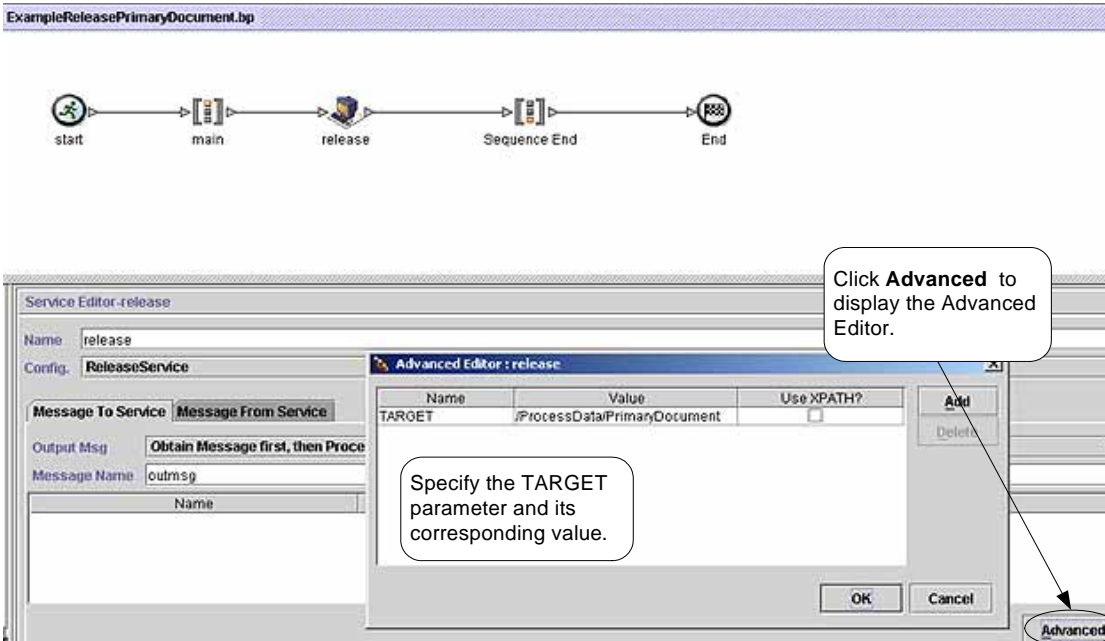 ExampleReleasePrimaryDocument.bp
start
main
release
Sequence End
End
Click Advanced to
display the Advanced
Editor.
Service Editor-release
Name release
Config. ReleaseService
Message To Service Message From Service
Output Msg Obtain Message first, then Proce
Message Name outmsg
Name
Advanced Editor : release
Name Value Use XPATH?
TARGET /ProcessData/PrimaryDocument
Add
Delete
Specify the TARGET
parameter and its
corresponding value.
OK Cancel
Advanced